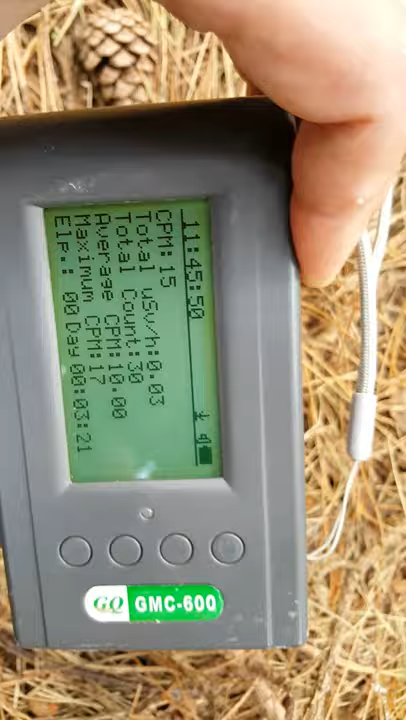 11:45:50
CPM:15
Total uSv/h:0.03
Total Count:30
Average CPM:10.00
Maximum CPM:17
Elp.: 00 Day 00:03:21
GQ GMC-600